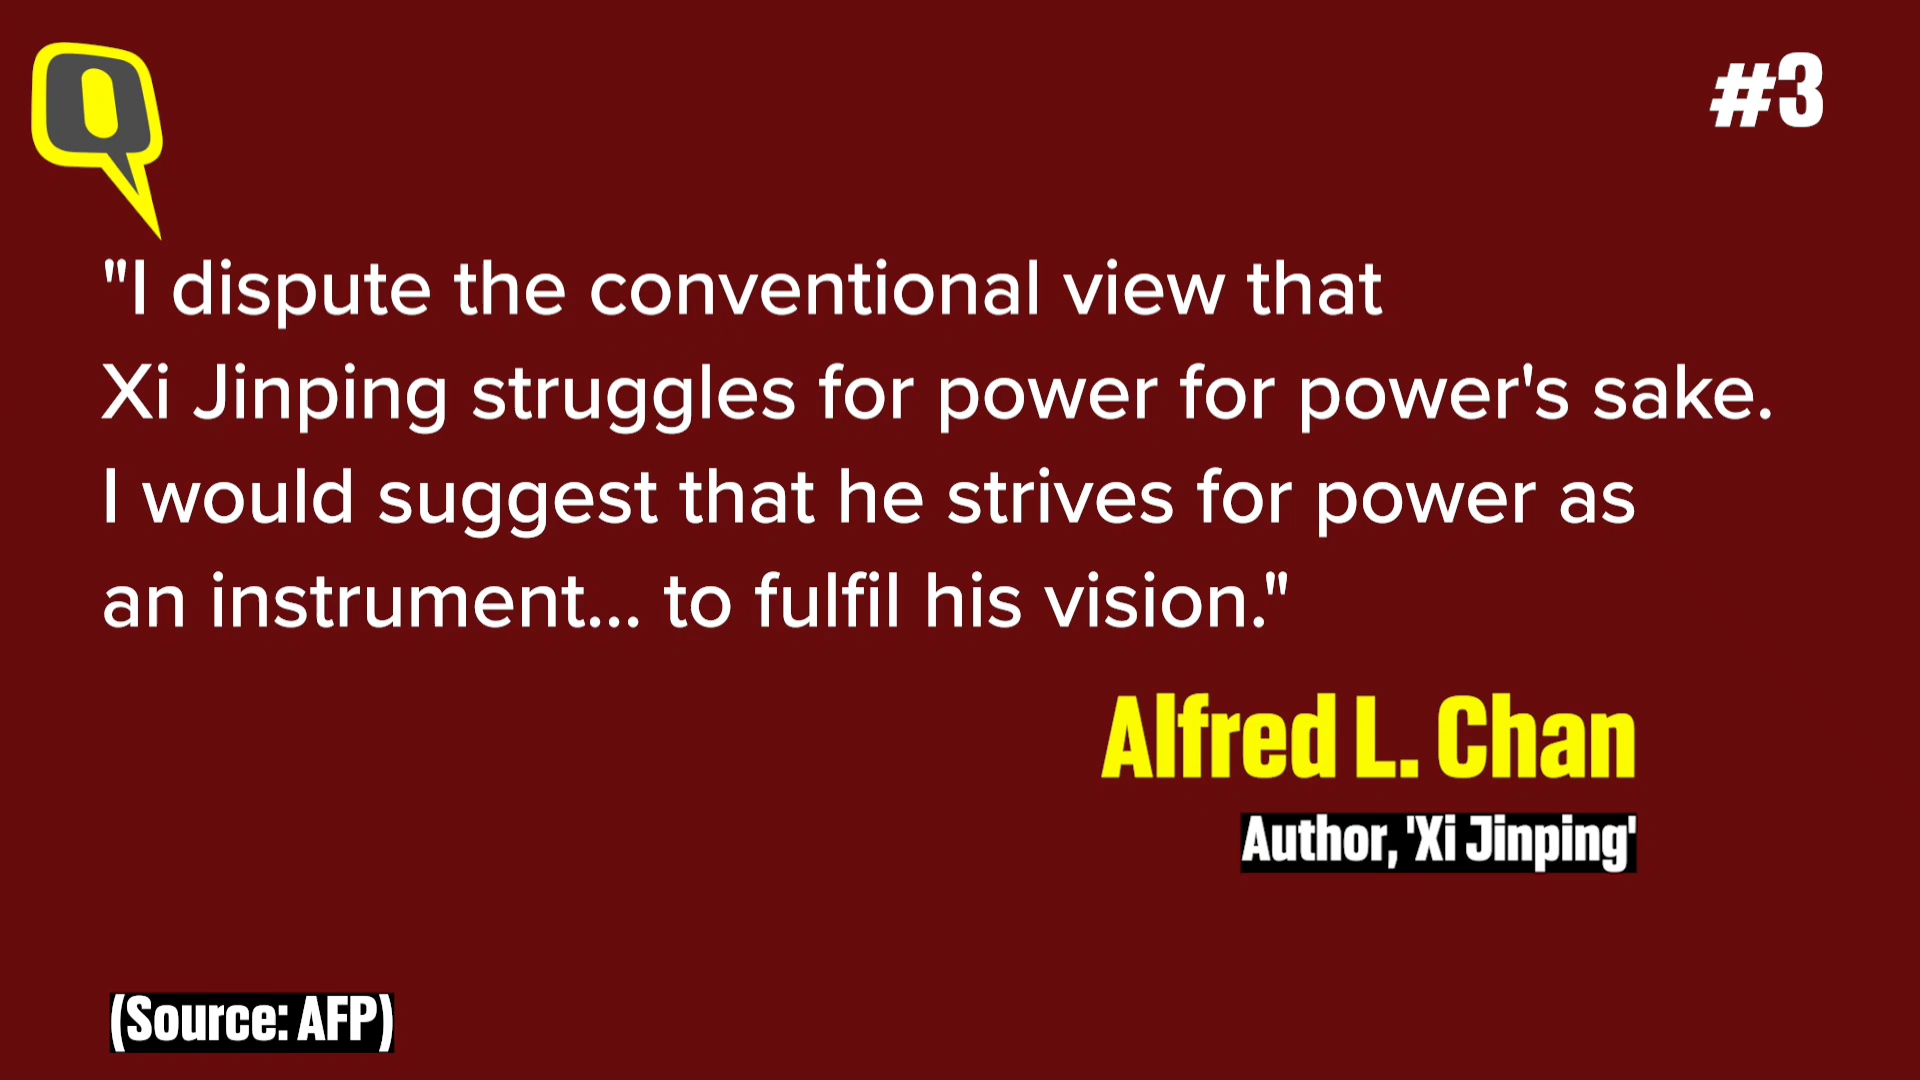 #3
"I dispute the conventional view that
Xi Jinping struggles for power for power's sake.
I would suggest that he strives for power as
an instrument... to fulfil his vision."
Alfred L. Chan
Author, 'Xi Jinping'
(Source: AFP)